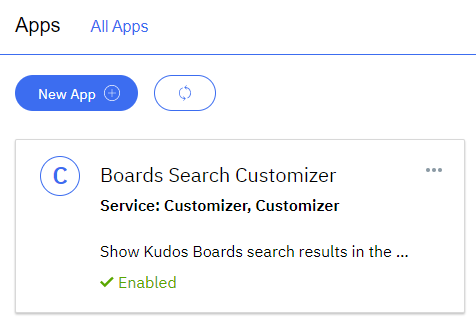 Apps All Apps
New App
C
Boards Search Customizer
Service: Customizer, Customizer
Show Kudos Boards search results in the ...
Enabled